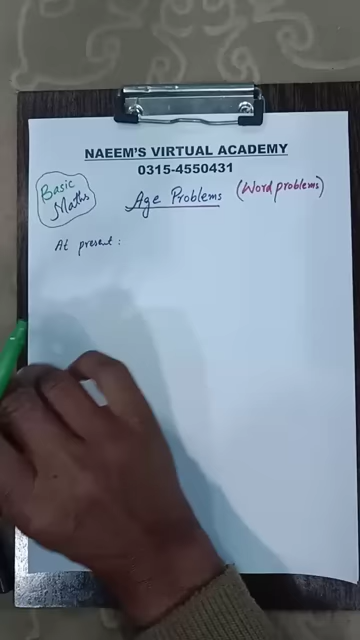 NAEEM'S VIRTUAL ACADEMY
0315-4550431
Basic
Maths
Age Problems (Word problems)
At present :